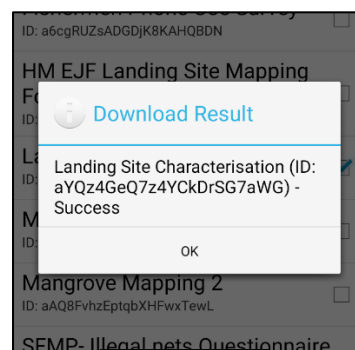 ID: a6cgRUZsADGDjK8KAHQBDN
HM EJF Landing Site Mapping
Download Result
Landing Site Characterisation (ID:
aYQz4GeQ7z4YCkDrSG7aWG) -
Success
OK
Mangrove Mapping 2
ID: aAQ8FvhzEptqbXHFwxTewL
SFMP- Illegal nets Questionnaire